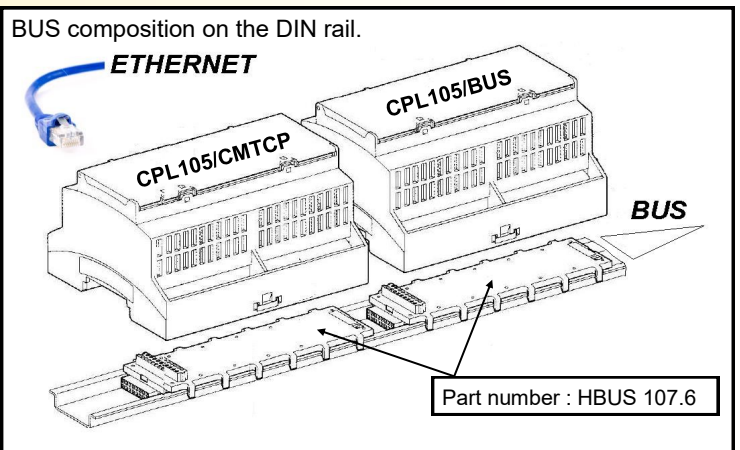 BUS composition on the DIN rail.
ETHERNET
CPL105/BUS
CPL105/CMTCP
BUS
Part number : HBUS 107.6